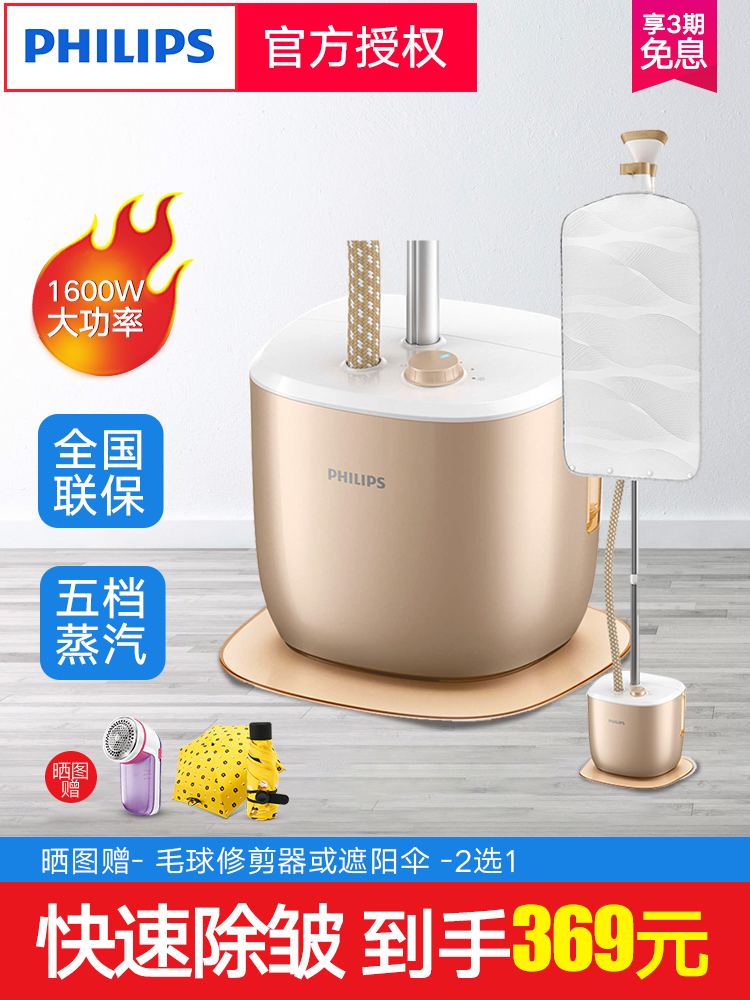 PHILIPS 官方授权
享3期
免息
1600W
大功率
PHILIPS
全国
联保
五档
蒸汽
PHILIPS
晒图
赠
晒图赠- 毛球修剪器或遮阳伞 -2选1
快速除皱 到手369元